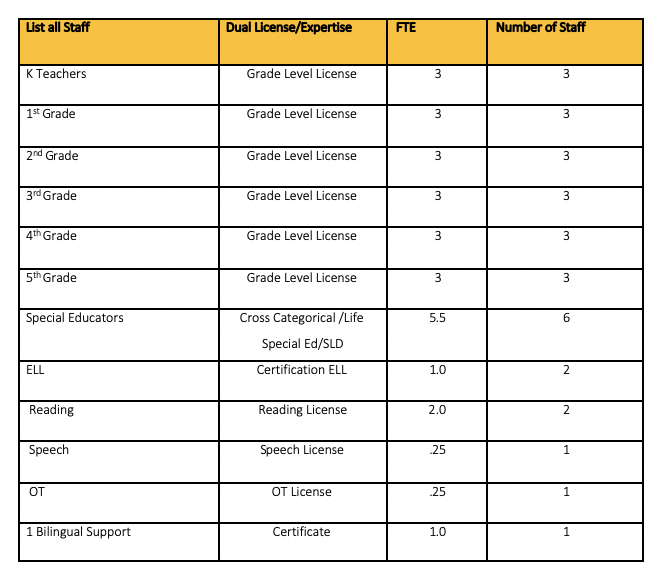 List all Staff Dual License/Expertise FTE Number of Staff
K Teachers Grade Level License 3 3
1st Grade Grade Level License 3 3
2nd Grade Grade Level License 3 3
3rd Grade Grade Level License 3 3
4th Grade Grade Level License 3 3
5th Grade Grade Level License 3 3
Special Educators Cross Categorical /Life 5.5 6
Special Ed/SLD
ELL Certification ELL 1.0 2
Reading Reading License 2.0 2
Speech Speech License .25 1
OT OT License .25 1
1 Bilingual Support Certificate 1.0 1